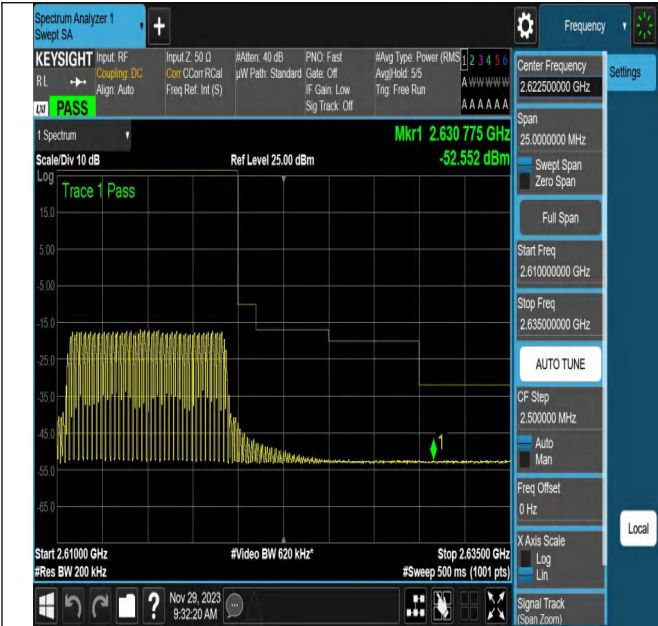 Spectrum Analyzer 1
Swept SA
+
Frequency
KEYSIGHT
RL
LXI
PASS
Input: RF
Coupling: DC
Align: Auto
Input Z: 50 Ω
Corr CCorr RCal
Freq Ref: Int (S)
#Atten: 40 dB
µW Path: Standard
PNO: Fast
Gate: Off
IF Gain: Low
Sig Track: Off
#Avg Type: Power (RMS
Avg|Hold: 5/5
Trig: Free Run
1 2 3 4 5 6
A W W W W W
A A A A A A
1 Spectrum
Scale/Div 10 dB
Ref Level 25.00 dBm
Mkr1 2.630 775 GHz
-52.552 dBm
Log
Trace 1 Pass
15.0
5.00
-5.00
-15.0
-25.0
-35.0
-45.0
-55.0
-65.0
1
Start 2.61000 GHz
#Res BW 200 kHz
#Video BW 620 kHz*
Stop 2.63500 GHz
#Sweep 500 ms (1001 pts)
Nov 29, 2023
9:32:20 AM
?
Center Frequency
2.622500000 GHz
Settings
Span
25.0000000 MHz
Swept Span
Zero Span
Full Span
Start Freq
2.610000000 GHz
Stop Freq
2.635000000 GHz
AUTO TUNE
CF Step
2.500000 MHz
Auto
Man
Freq Offset
0 Hz
X Axis Scale
Log
Lin
Local
Signal Track
(Span Zoom)